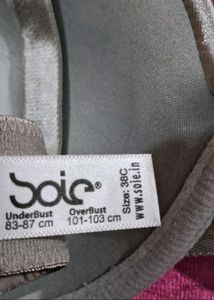 Soie®
UnderBust OverBust
83-87 cm 101-103 cm
Size: 38C
www.soie.in